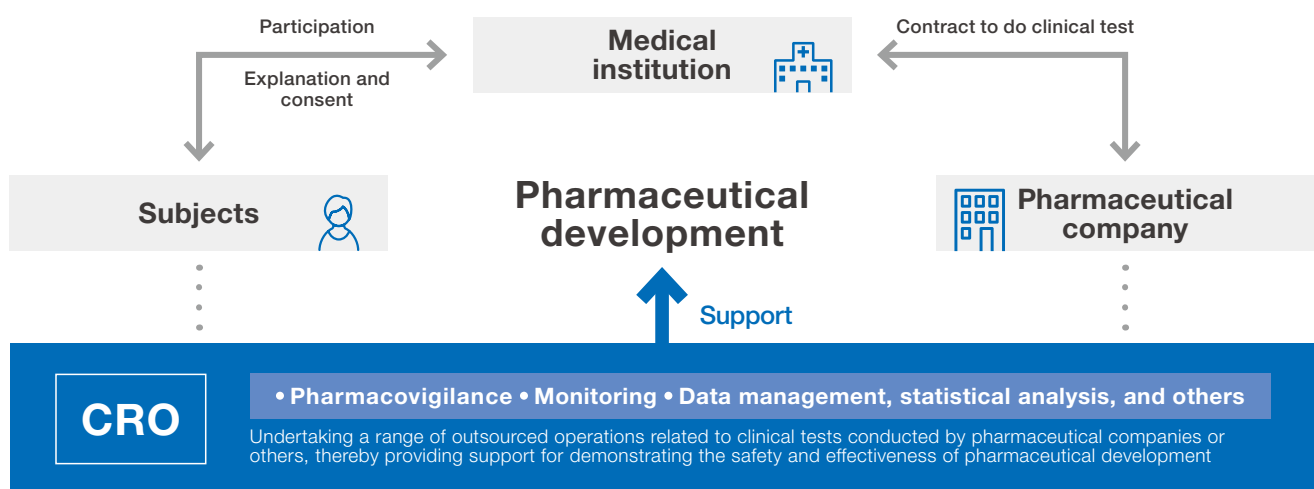 Participation
Explanation and
consent
Medical
institution
Contract to do clinical test
Subjects
Pharmaceutical
development
Pharmaceutical
company
Support
CRO
• Pharmacovigilance • Monitoring • Data management, statistical analysis, and others
Undertaking a range of outsourced operations related to clinical tests conducted by pharmaceutical companies or
others, thereby providing support for demonstrating the safety and effectiveness of pharmaceutical development